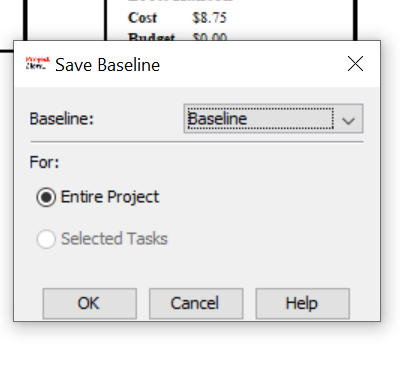 Cost $8.75
Budget $0.00
Save Baseline
Baseline: Baseline
For:
Entire Project
Selected Tasks
OK Cancel Help